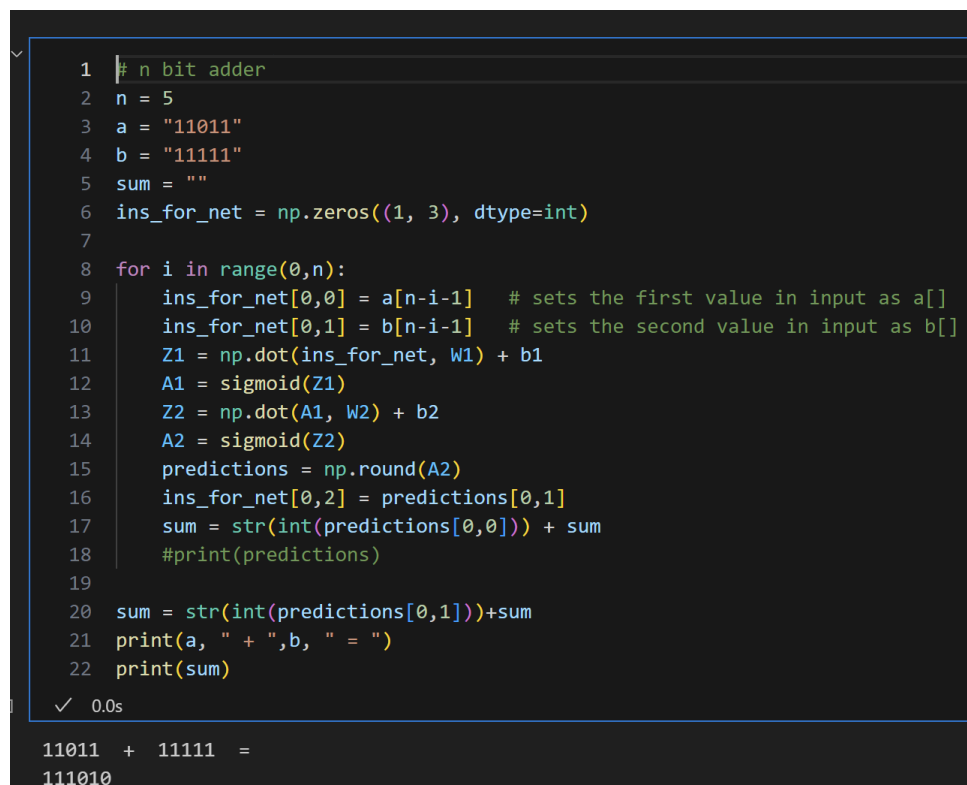 1 # n bit adder
2 n = 5
3 a = "11011"
4 b = "11111"
5 sum = ""
6 ins_for_net = np.zeros((1, 3), dtype=int)
7
8 for i in range(0,n):
9     ins_for_net[0,0] = a[n-i-1]   # sets the first value in input as a[]
10     ins_for_net[0,1] = b[n-i-1]   # sets the second value in input as b[]
11     Z1 = np.dot(ins_for_net, W1) + b1
12     A1 = sigmoid(Z1)
13     Z2 = np.dot(A1, W2) + b2
14     A2 = sigmoid(Z2)
15     predictions = np.round(A2)
16     ins_for_net[0,2] = predictions[0,1]
17     sum = str(int(predictions[0,0])) + sum
18     #print(predictions)
19
20 sum = str(int(predictions[0,1]))+sum
21 print(a, " + ",b, " = ")
22 print(sum)
✓ 0.0s
11011  +  11111  =
111010